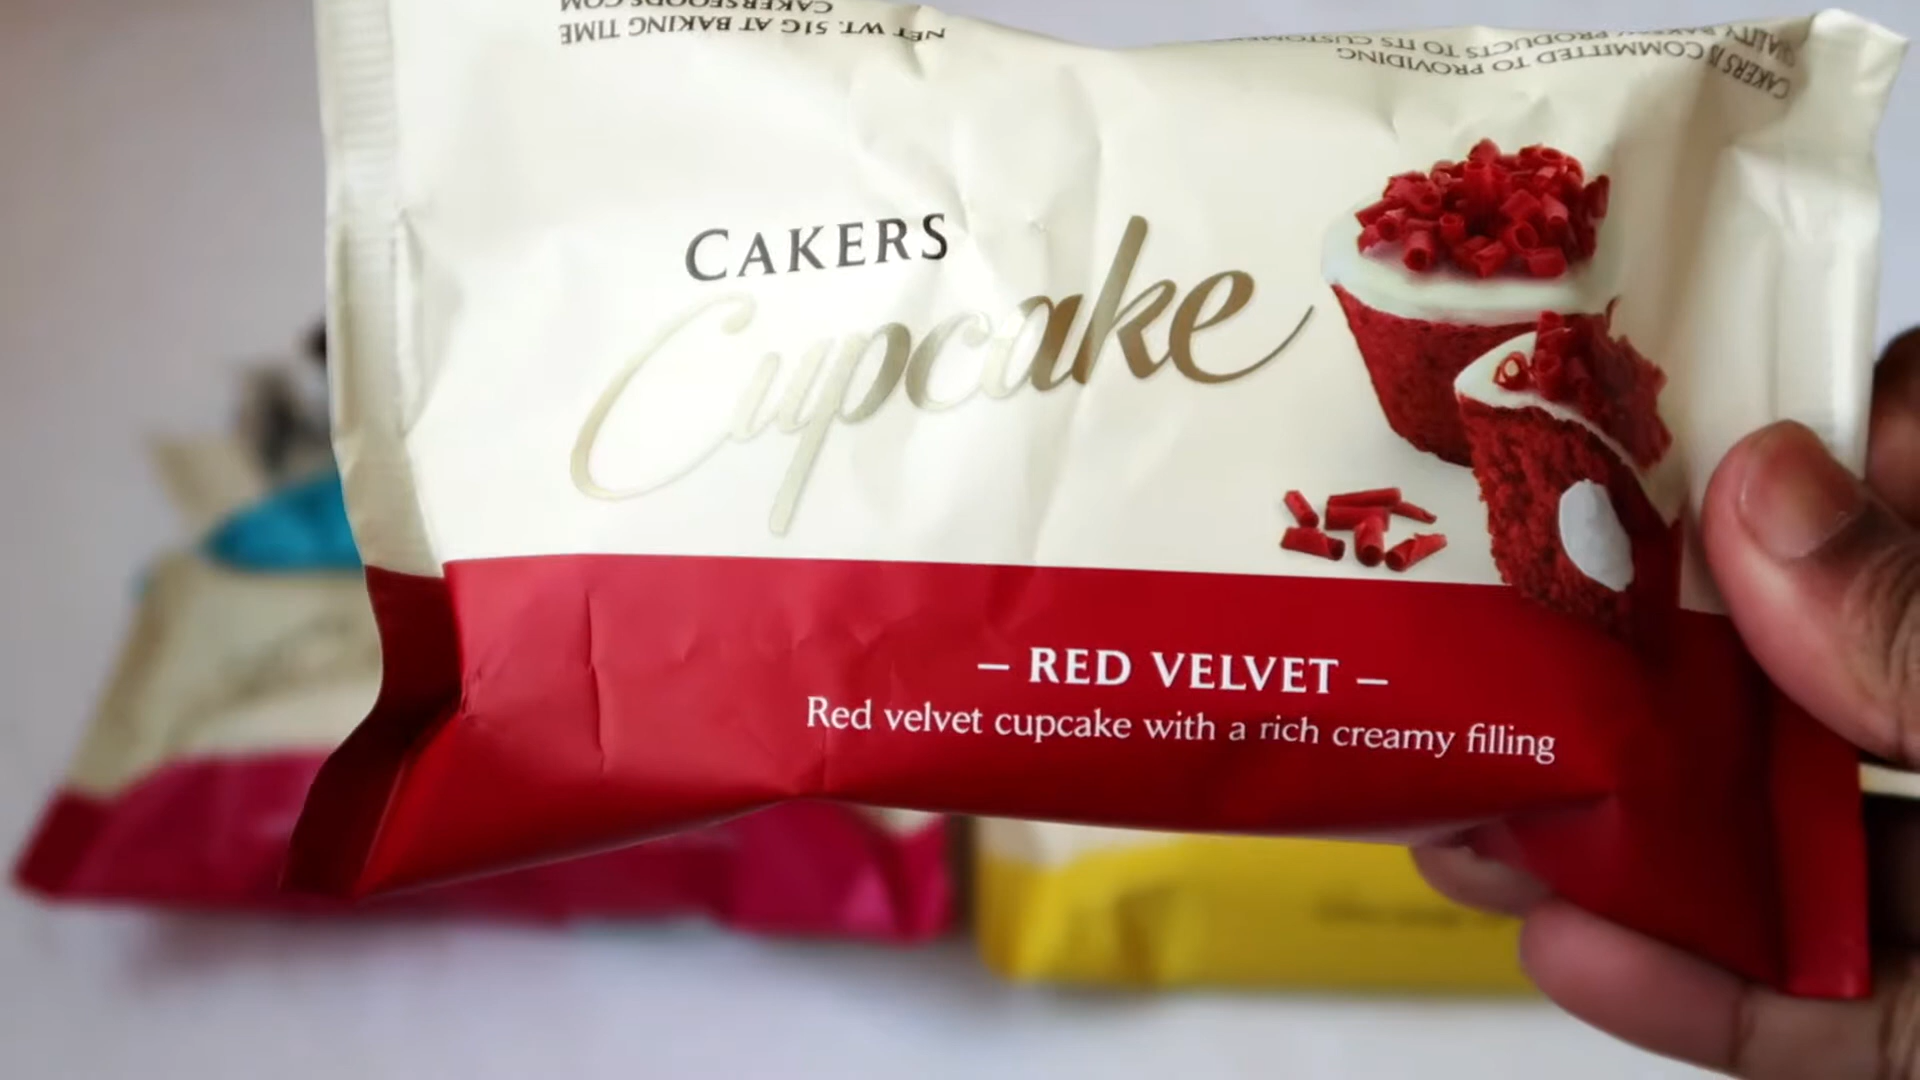 CAKERSFOODS.COM
NET WT. 51G AT BAKING TIME
CAKERS IS COMMITTED TO PROVIDING
QUALITY BAKERY PRODUCTS TO ITS CUSTOMERS
CAKERS
Cupcake
– RED VELVET –
Red velvet cupcake with a rich creamy filling